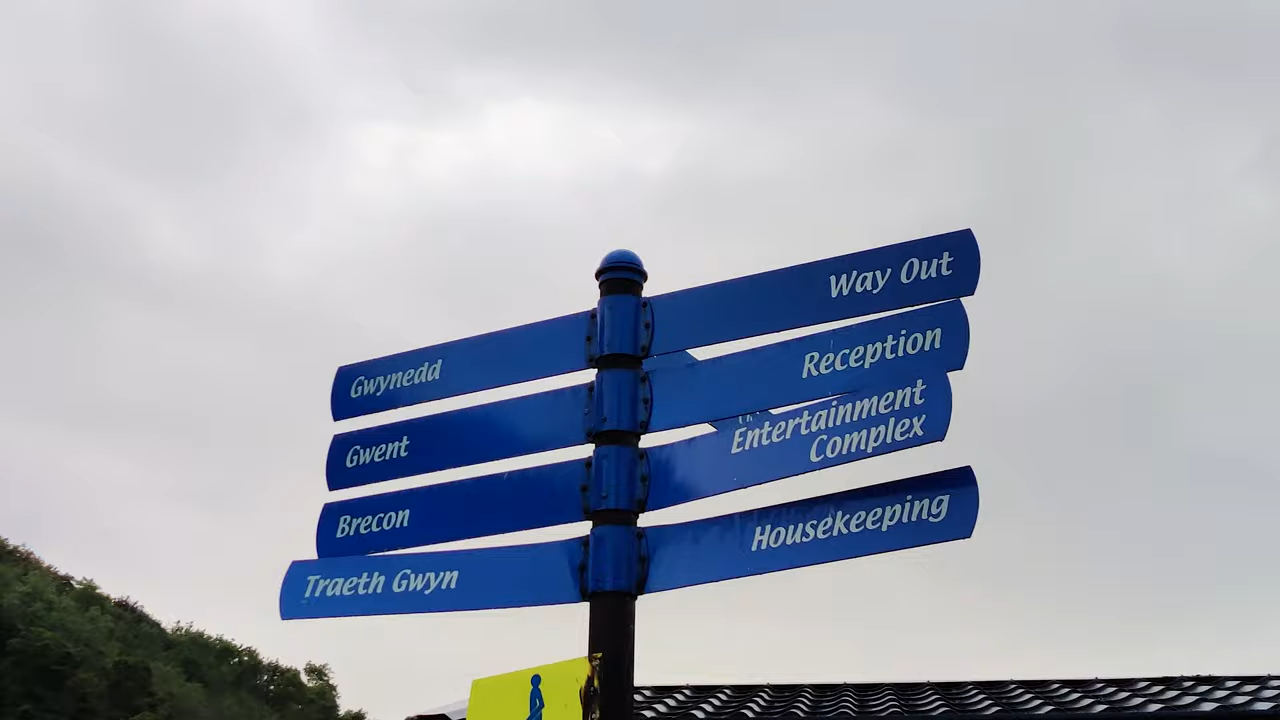 Way Out
Gwynedd
Reception
Gwent
Entertainment
Complex
Brecon
Housekeeping
Traeth Gwyn